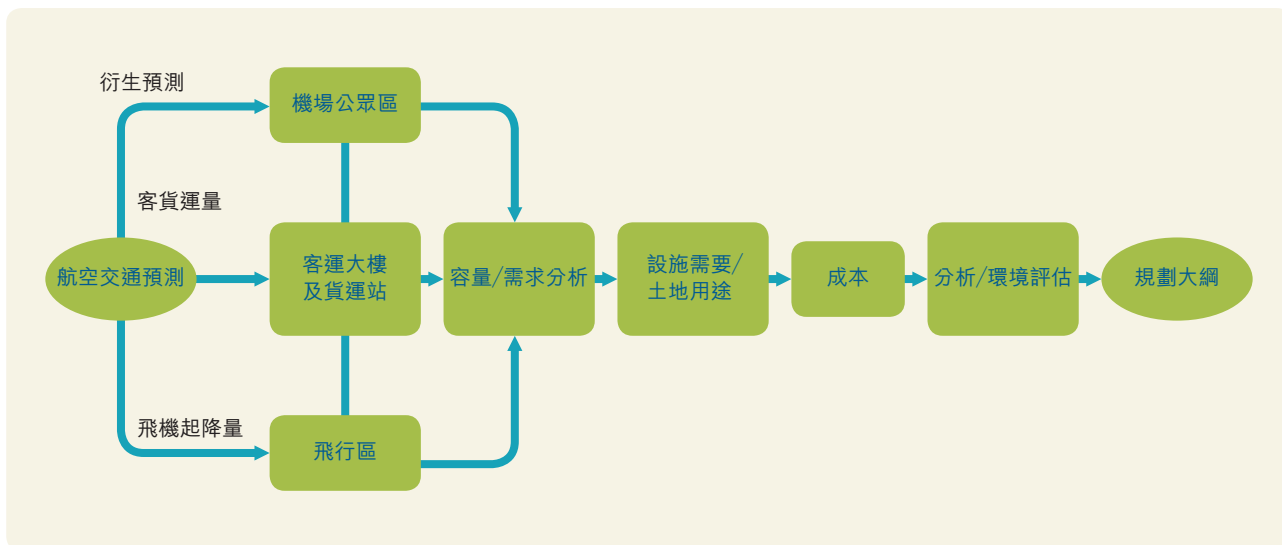 衍生預測
機場公眾區
客貨運量
航空交通預測
客運大樓
及貨運站
容量/需求分析
設施需要/
土地用途
成本
分析/環境評估
規劃大綱
飛機起降量
飛行區